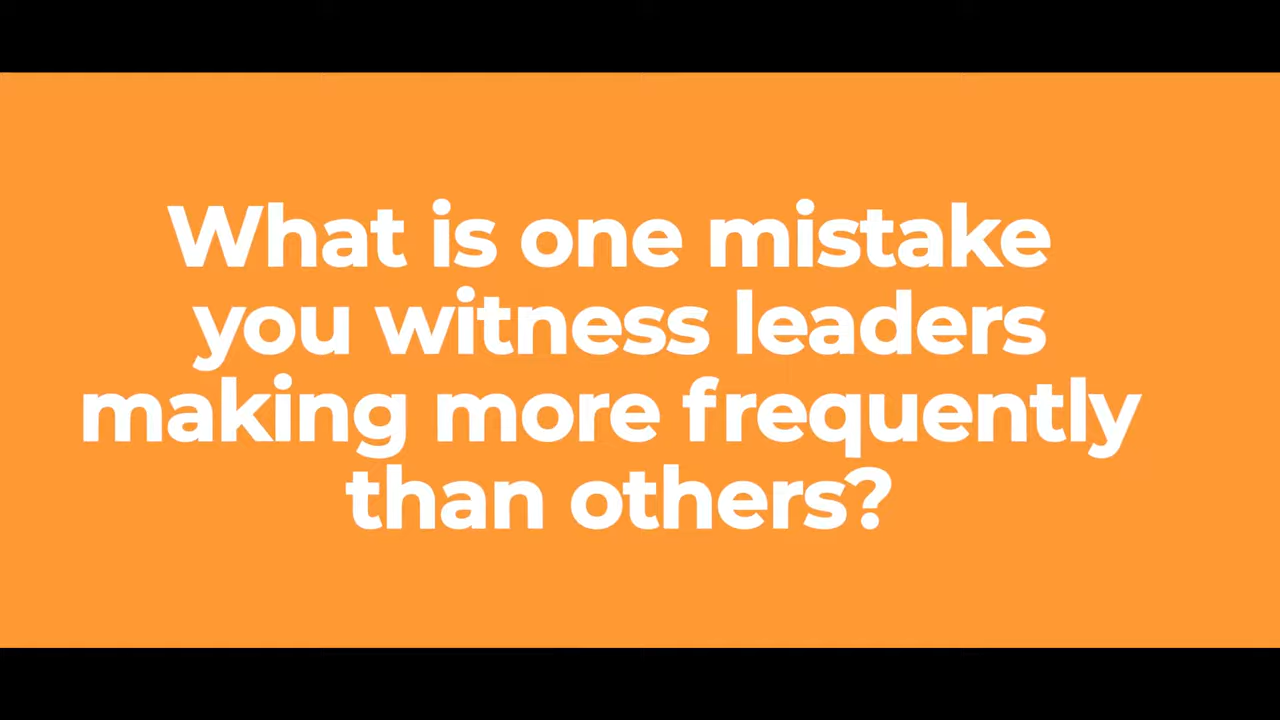 What is one mistake
you witness leaders
making more frequently
than others?